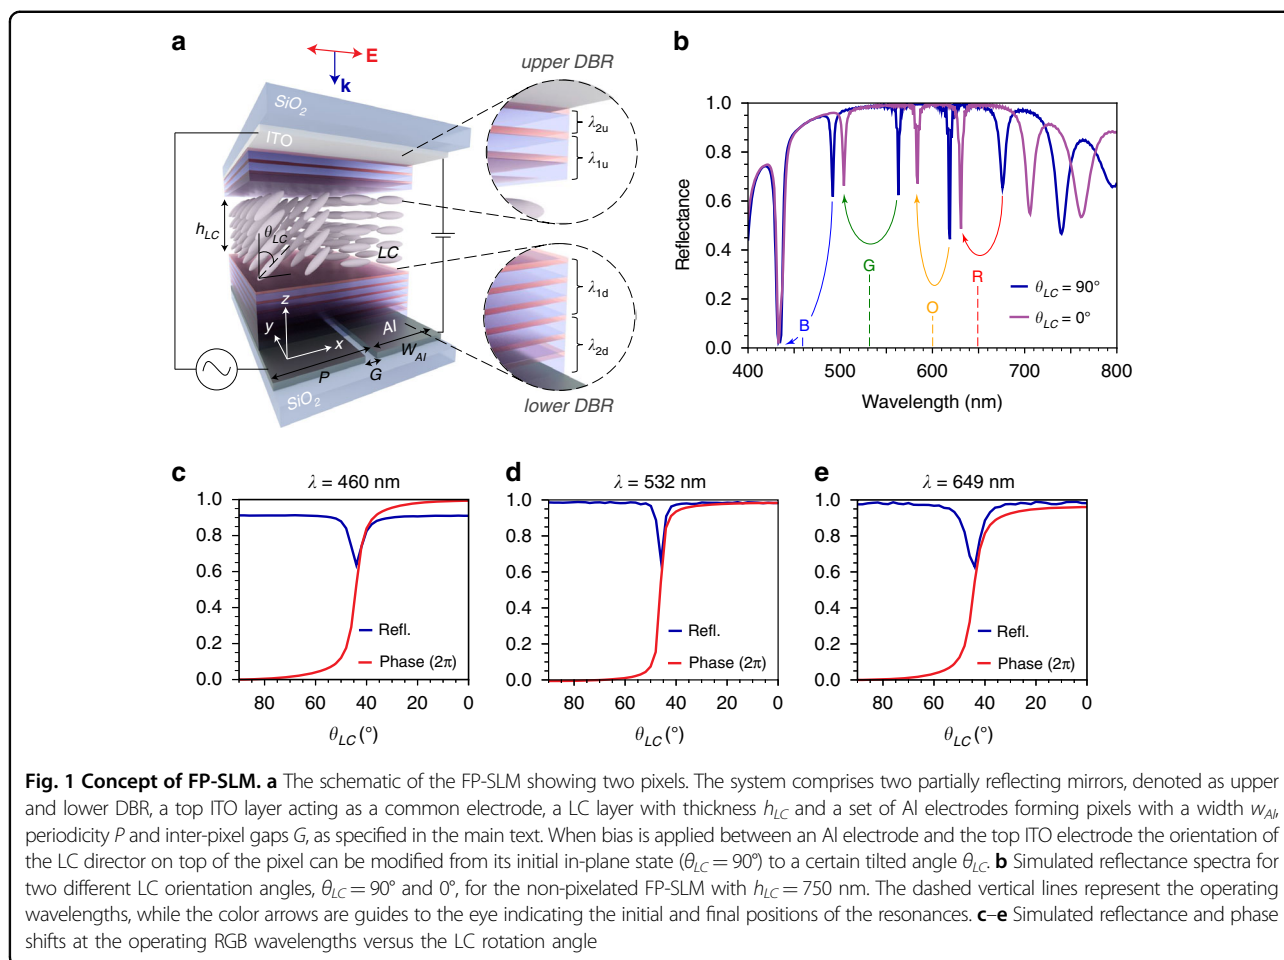 a
E
k
upper DBR
SiO2
ITO
λ2u
λ1u
hLC
θLC
LC
λ1d
λ2d
z
y
x
Al
WAl
P
G
SiO2
lower DBR
b
1.0
0.8
0.6
0.4
0.2
0.0
Reflectance
B
G
O
R
θLC = 90°
θLC = 0°
400 500 600 700 800
Wavelength (nm)
c
λ = 460 nm
1.0
0.8
0.6
0.4
0.2
0.0
Refl.
Phase (2π)
80 60 40 20 0
θLC (°)
d
λ = 532 nm
1.0
0.8
0.6
0.4
0.2
0.0
Refl.
Phase (2π)
80 60 40 20 0
θLC (°)
e
λ = 649 nm
1.0
0.8
0.6
0.4
0.2
0.0
Refl.
Phase (2π)
80 60 40 20 0
θLC (°)
Fig. 1 Concept of FP-SLM. a The schematic of the FP-SLM showing two pixels. The system comprises two partially reflecting mirrors, denoted as upper
and lower DBR, a top ITO layer acting as a common electrode, a LC layer with thickness hLC and a set of Al electrodes forming pixels with a width wAl,
periodicity P and inter-pixel gaps G, as specified in the main text. When bias is applied between an Al electrode and the top ITO electrode the orientation of
the LC director on top of the pixel can be modified from its initial in-plane state (θLC = 90°) to a certain tilted angle θLC. b Simulated reflectance spectra for
two different LC orientation angles, θLC = 90° and 0°, for the non-pixelated FP-SLM with hLC = 750 nm. The dashed vertical lines represent the operating
wavelengths, while the color arrows are guides to the eye indicating the initial and final positions of the resonances. c–e Simulated reflectance and phase
shifts at the operating RGB wavelengths versus the LC rotation angle